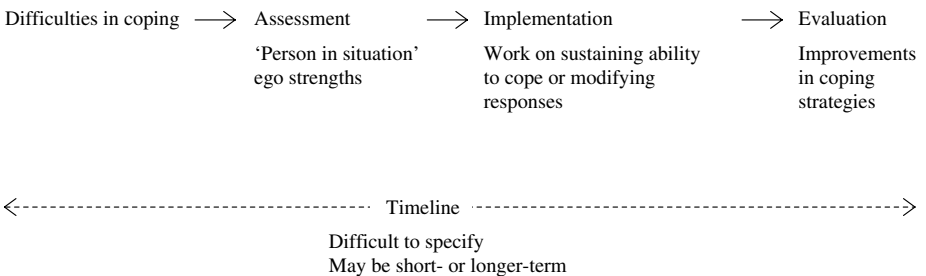 Difficulties in coping Assessment Implementation Evaluation
‘Person in situation’ Work on sustaining ability Improvements
ego strengths to cope or modifying in coping
responses strategies
Timeline
Difficult to specify
May be short- or longer-term